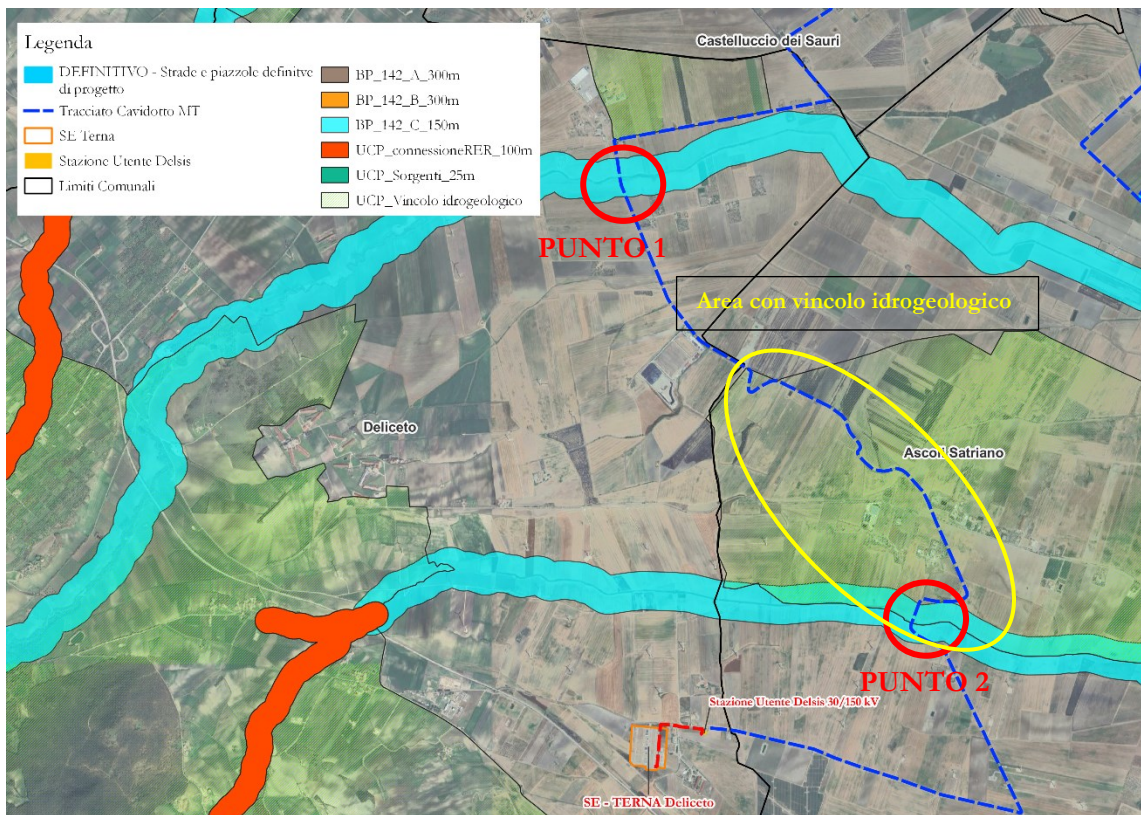 Legenda
DEFINITIVO - Strade e piazzole definitve
di progetto
Tracciato Cavidotto MT
SE Terna
Stazione Utente Delsis
Limiti Comunali
BP_142_A_300m
BP_142_B_300m
BP_142_C_150m
UCP_connessioneRER_100m
UCP_Sorgenti_25m
UCP_Vincolo idrogeologico
Castelluccio dei Sauri
PUNTO 1
Area con vincolo idrogeologico
Deliceto
Ascoli Satriano
PUNTO 2
Stazione Utente Delsis 30/150 kV
SE - TERNA Deliceto